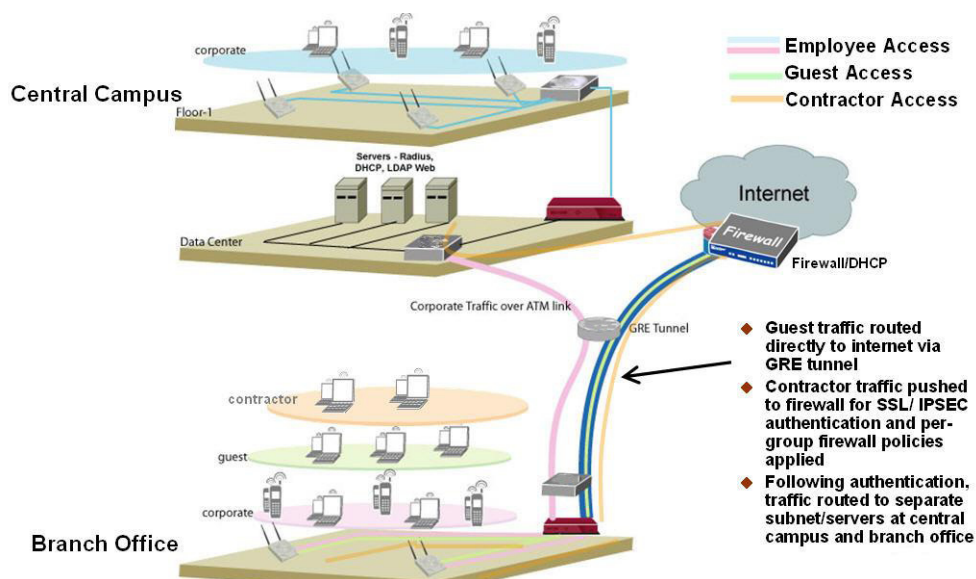 corporate
Employee Access
Guest Access
Contractor Access
Central Campus
Floor-1
Servers - Radius,
DHCP, LDAP Web
Internet
Firewall
Data Center
Firewall/DHCP
Corporate Traffic over ATM link
GRE Tunnel
Guest traffic routed
directly to internet via
GRE tunnel
Contractor traffic pushed
to firewall for SSL/ IPSEC
authentication and per-
group firewall policies
applied
Following authentication,
traffic routed to separate
subnet/servers at central
campus and branch office
contractor
guest
corporate
Branch Office